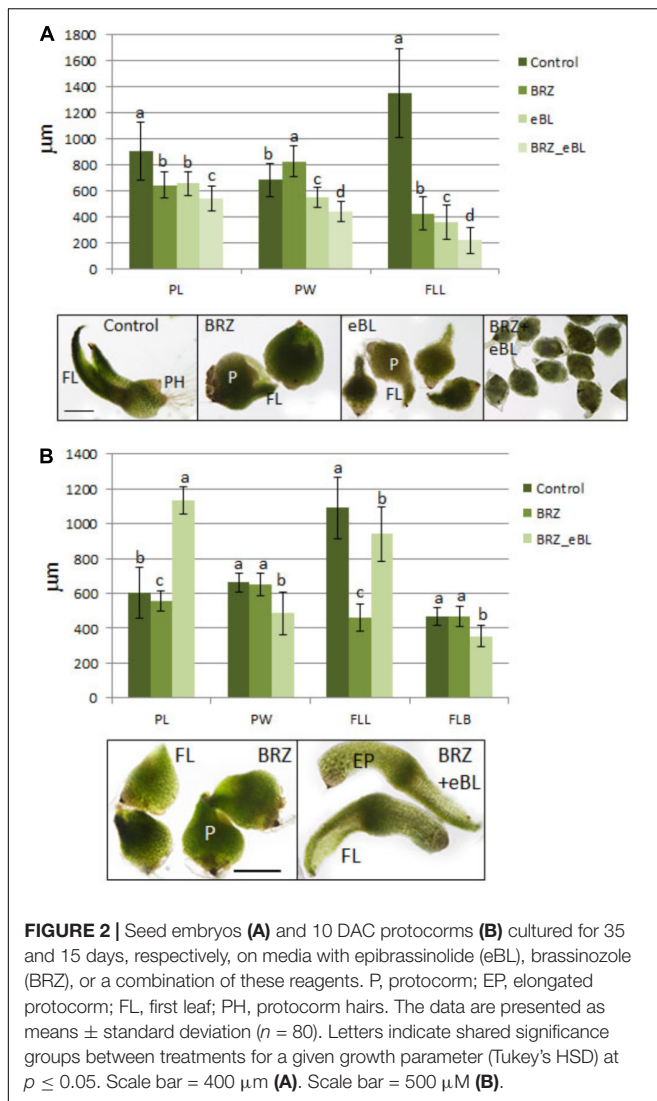 A
1800
1600
1400
1200
1000
800
600
400
200
0
µm
a
b
b
c
b
a
c
d
a
b
c
d
PL
PW
FLL
Control
BRZ
eBL
BRZ_eBL
Control
FL
PH
BRZ
P
FL
eBL
P
FL
BRZ+
eBL
B
1400
1200
1000
800
600
400
200
0
µm
b
c
a
a
a
b
a
c
b
a
a
b
PL
PW
FLL
FLB
Control
BRZ
BRZ_eBL
FL
BRZ
P
EP
BRZ
+eBL
FL
FIGURE 2 | Seed embryos (A) and 10 DAC protocorms (B) cultured for 35
and 15 days, respectively, on media with epibrassinolide (eBL), brassinozole
(BRZ), or a combination of these reagents. P, protocorm; EP, elongated
protocorm; FL, first leaf; PH, protocorm hairs. The data are presented as
means ± standard deviation (n = 80). Letters indicate shared significance
groups between treatments for a given growth parameter (Tukey's HSD) at
p ≤ 0.05. Scale bar = 400 µm (A). Scale bar = 500 µM (B).